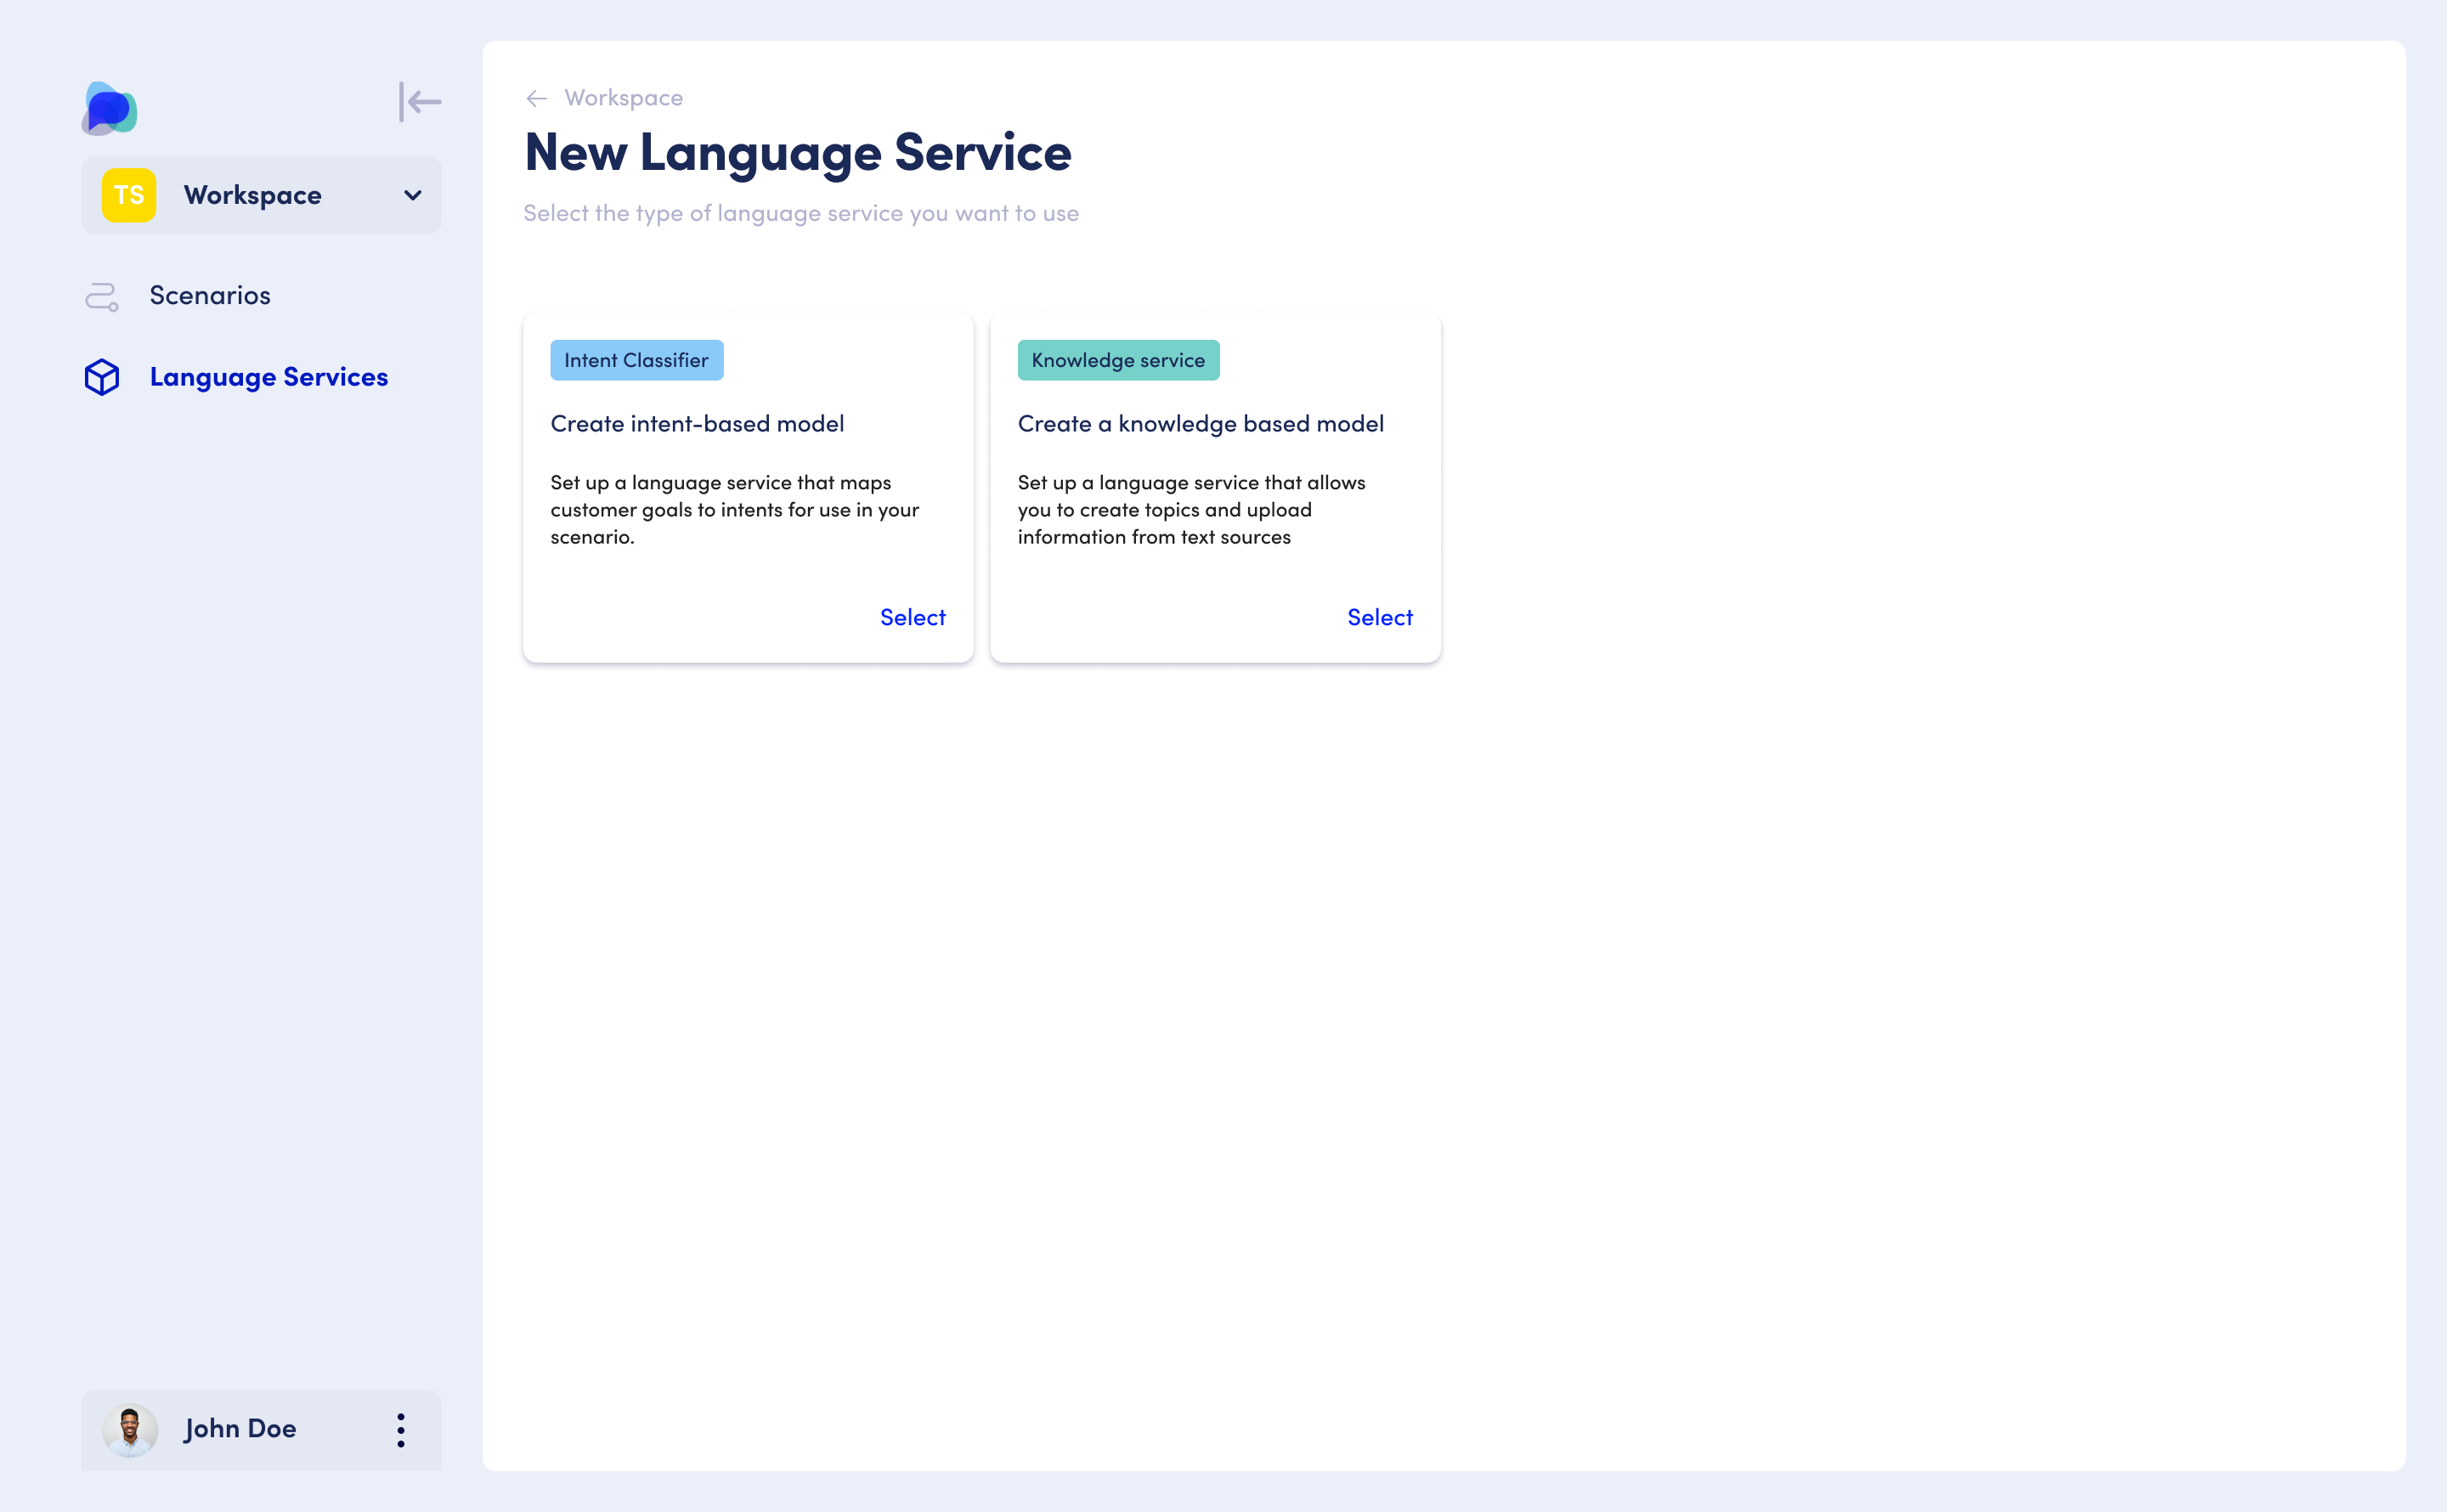 TS
Workspace
Scenarios
Language Services
John Doe
Workspace
New Language Service
Select the type of language service you want to use
Intent Classifier
Create intent-based model
Set up a language service that maps
customer goals to intents for use in your
scenario.
Select
Knowledge service
Create a knowledge based model
Set up a language service that allows
you to create topics and upload
information from text sources
Select